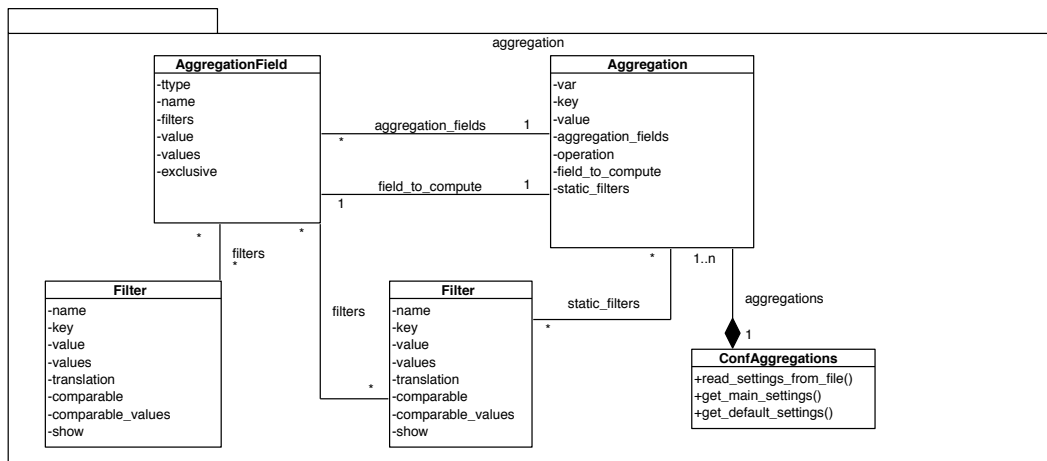 aggregation
AggregationField
-ttype
-name
-filters
-value
-values
-exclusive
Aggregation
-var
-key
-value
-aggregation_fields
-operation
-field_to_compute
-static_filters
aggregation_fields
1
*
field_to_compute
1
1
*
filters
*
*
filters
*
*
1..n
static_filters
*
aggregations
1
Filter
-name
-key
-value
-values
-translation
-comparable
-comparable_values
-show
Filter
-name
-key
-value
-values
-translation
-comparable
-comparable_values
-show
ConfAggregations
+read_settings_from_file()
+get_main_settings()
+get_default_settings()